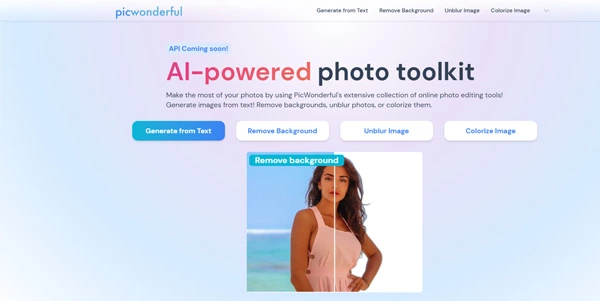 picwonderful
Generate from Text Remove Background Unblur Image Colorize Image
API Coming soon!
AI-powered photo toolkit
Make the most of your photos by using PicWonderful's extensive collection of online photo editing tools!
Generate images from text! Remove backgrounds, unblur photos, or colorize them.
Generate from Text Remove Background Unblur Image Colorize Image
Remove background